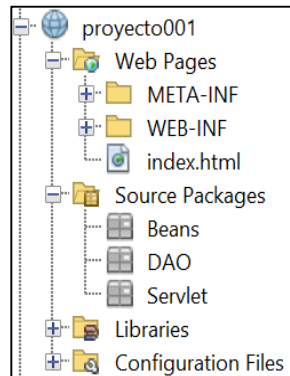 proyecto001
Web Pages
META-INF
WEB-INF
index.html
Source Packages
Beans
DAO
Servlet
Libraries
Configuration Files